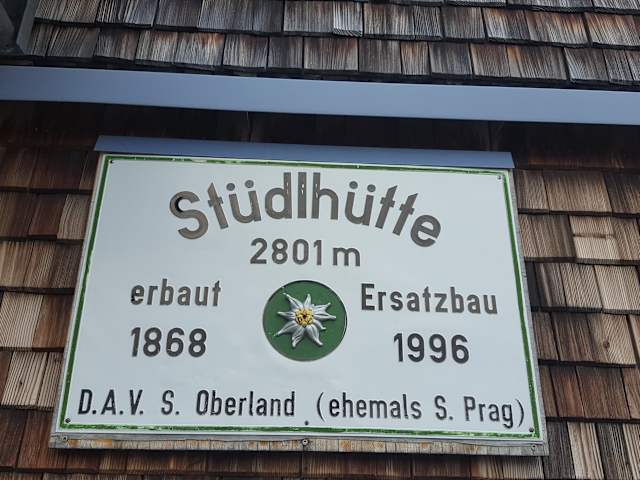 Stüdlhütte
2801 m
erbaut Ersatzbau
1868 1996
D.A.V. S. Oberland (ehemals S. Prag)